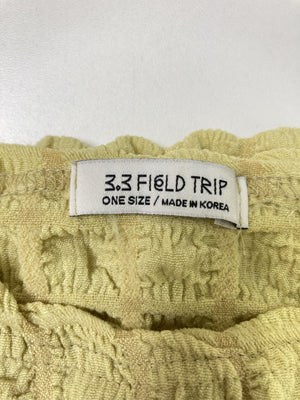 3.3 FIELD TRIP
ONE SIZE / MADE IN KOREA